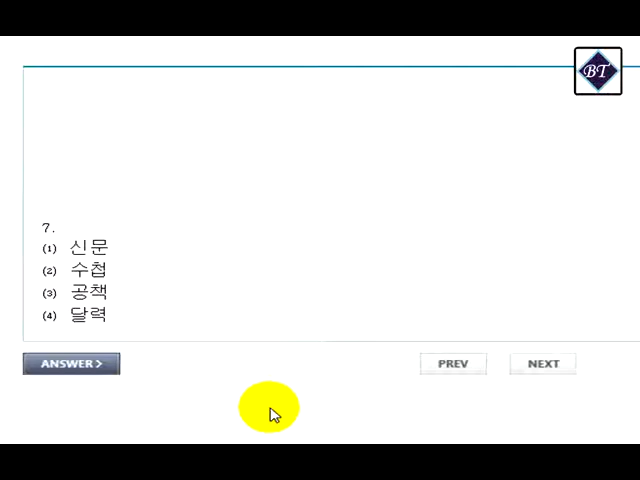 BT
7.
(1) 신문
(2) 수첩
(3) 공책
(4) 달력
ANSWER >
PREV NEXT